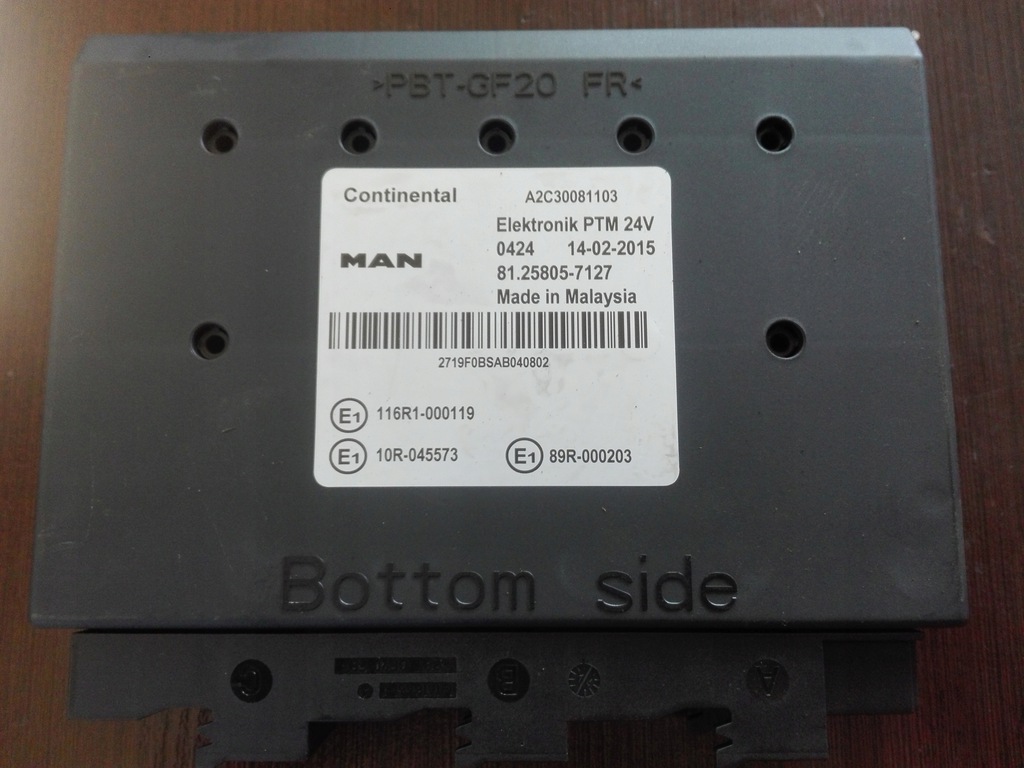 >PBT-GF20 FR<
Continental A2C30081103
Elektronik PTM 24V
MAN 0424 14-02-2015
81.25805-7127
Made in Malaysia
2719F0BSAB040802
E1 116R1-000119
E1 10R-045573 E1 89R-000203
Bottom side
C B A